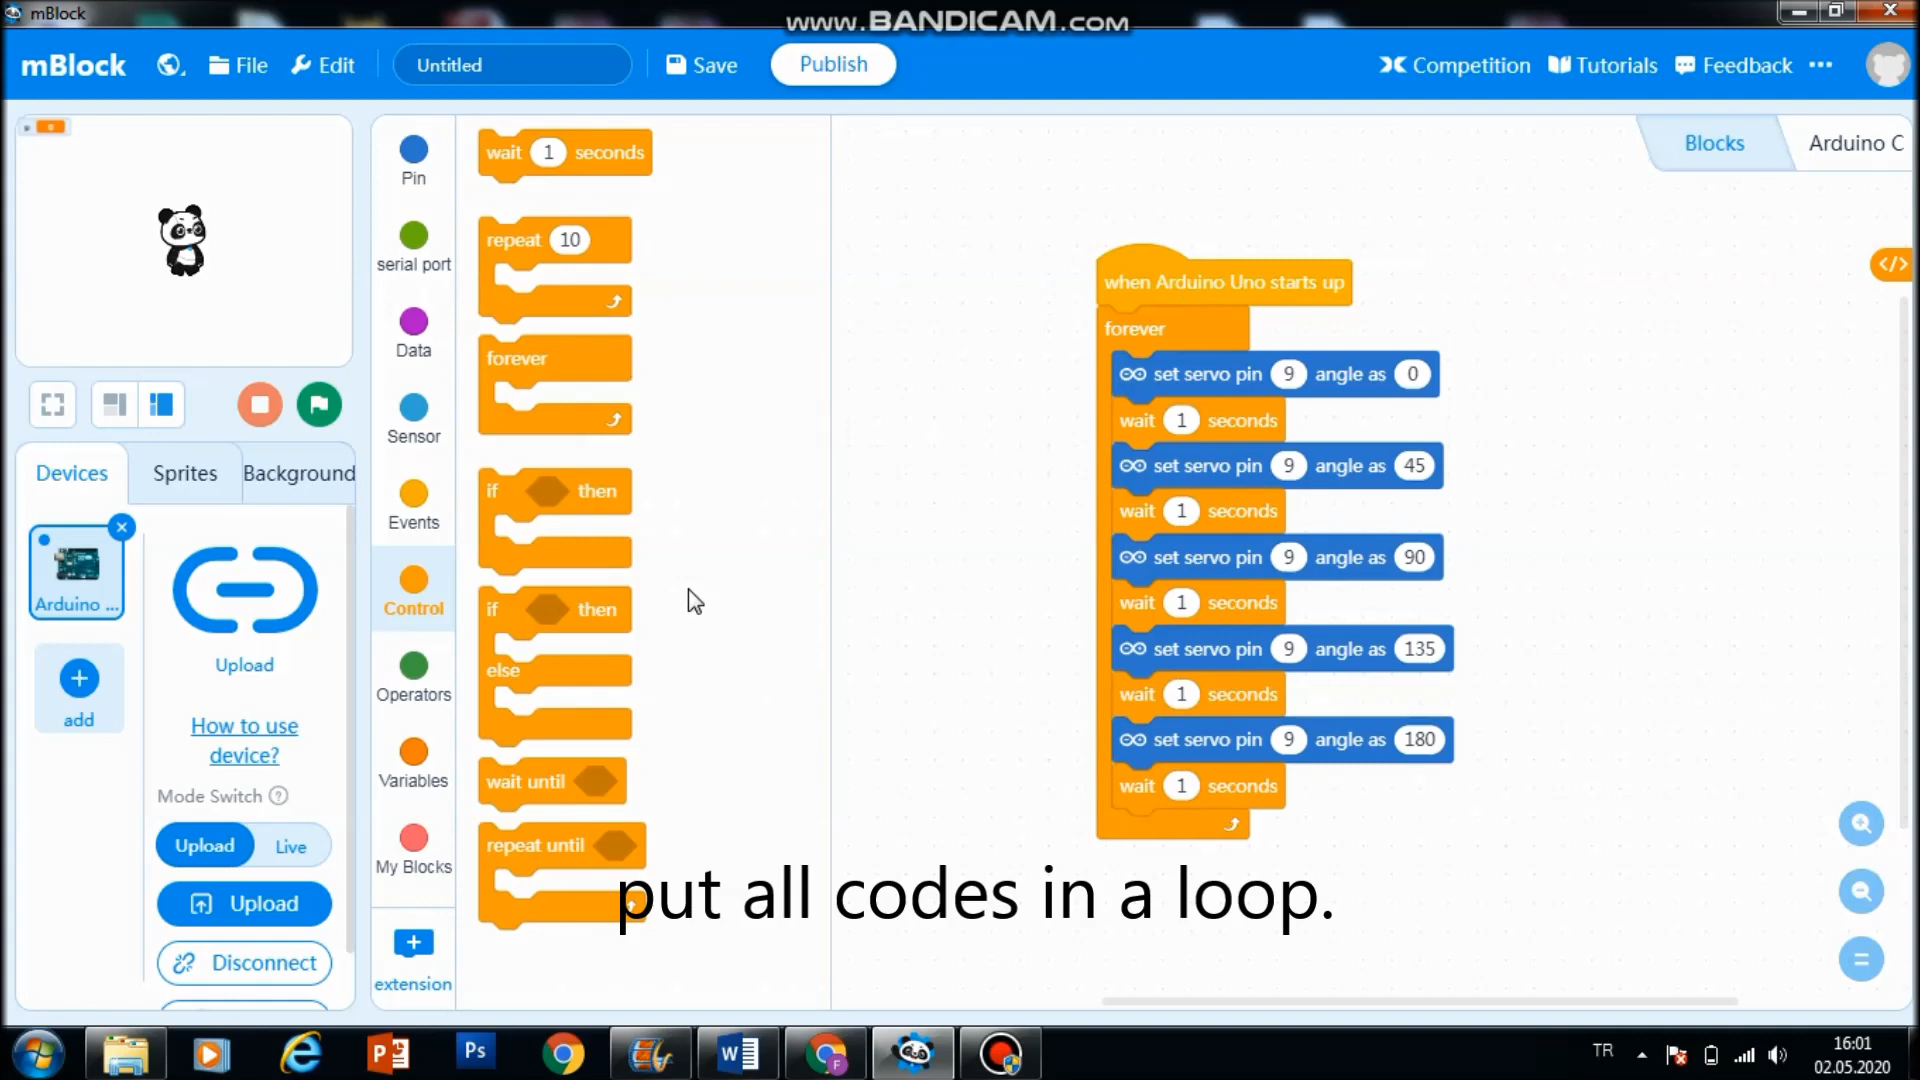 mBlock
www.BANDICAM.com
mBlock
File
Edit
Untitled
Save
Publish
Competition
Tutorials
Feedback
Blocks
Arduino C
Pin
serial port
Data
Sensor
Events
Control
Operators
Variables
My Blocks
extension
wait 1 seconds
repeat 10
forever
if then
if then
else
wait until
repeat until
when Arduino Uno starts up
forever
set servo pin 9 angle as 0
wait 1 seconds
set servo pin 9 angle as 45
wait 1 seconds
set servo pin 9 angle as 90
wait 1 seconds
set servo pin 9 angle as 135
wait 1 seconds
set servo pin 9 angle as 180
wait 1 seconds
Devices
Sprites
Background
Arduino ...
add
Upload
How to use
device?
Mode Switch
Upload
Live
Upload
Disconnect
put all codes in a loop.
Ps
TR
16:01
02.05.2020